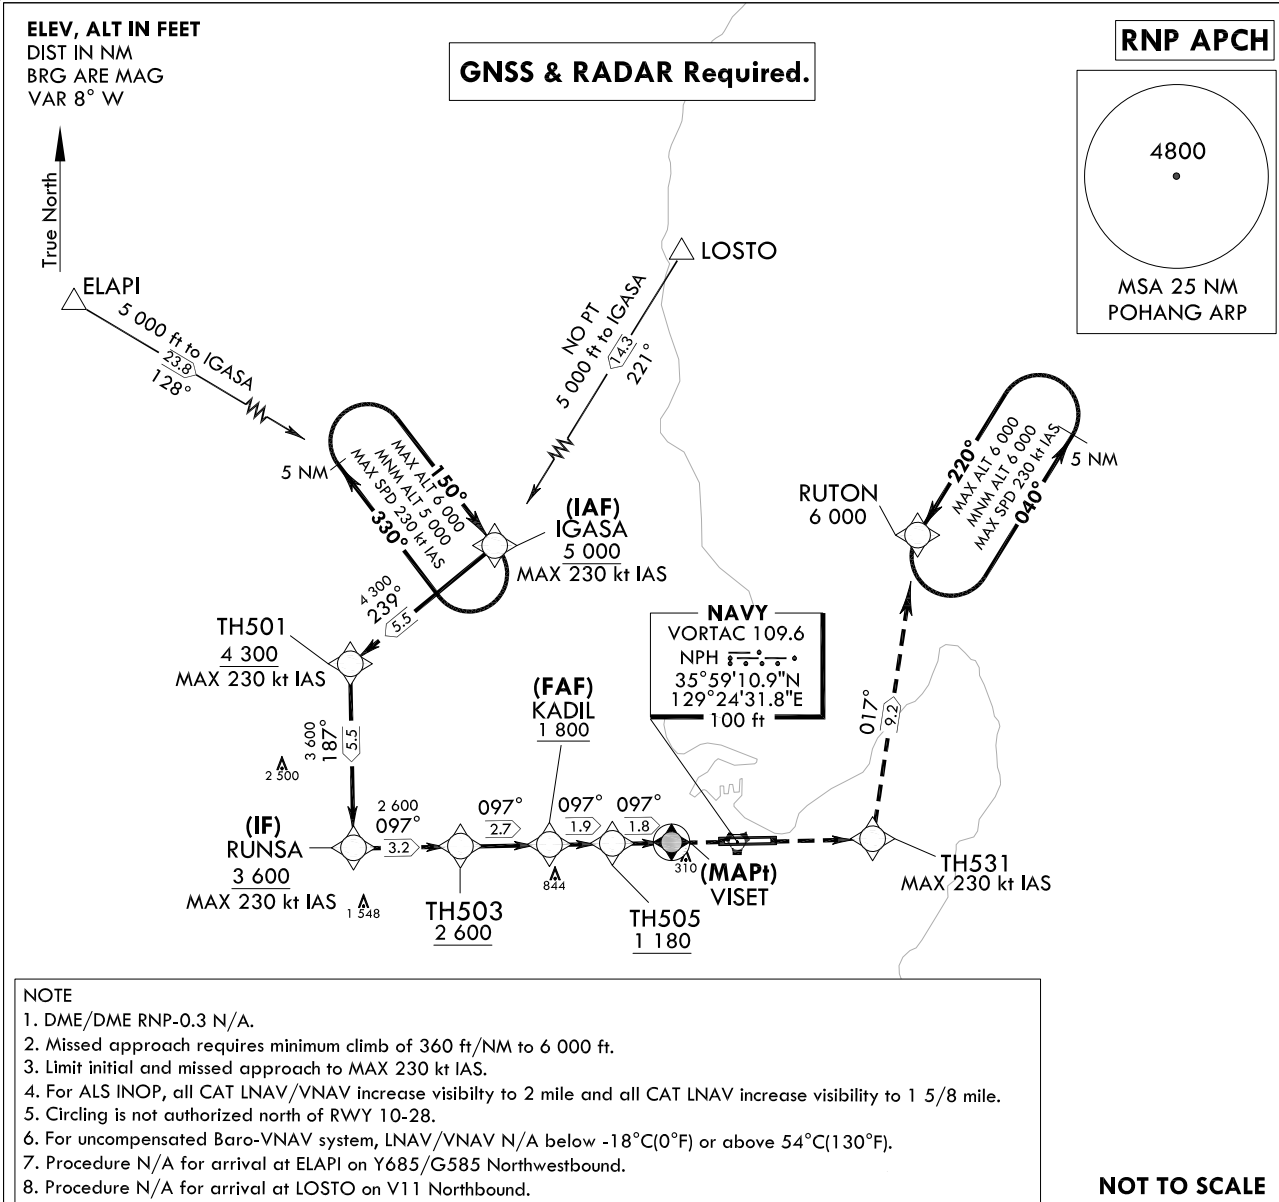 ELEV, ALT IN FEET
DIST IN NM
BRG ARE MAG
VAR 8° W
True North
GNSS & RADAR Required.
RNP APCH
4800
MSA 25 NM
POHANG ARP
ELAPI
5 000 ft to IGASA
23.8
128°
LOSTO
NO PT
5 000 ft to IGASA
14.3
221°
5 NM
MAX ALT 6 000
MNM ALT 5 000
MAX SPD 230 kt IAS
150°
330°
(IAF)
IGASA
5 000
MAX 230 kt IAS
RUTON
6 000
220°
MAX ALT 6 000
MNM ALT 6 000
MAX SPD 230 kt IAS
040°
5 NM
4 300
239°
5.5
TH501
4 300
MAX 230 kt IAS
3 600
187°
5.5
2 500
(FAF)
KADIL
1 800
NAVY
VORTAC 109.6
NPH
35°59'10.9"N
129°24'31.8"E
100 ft
017°
9.2
(IF)
RUNSA
3 600
MAX 230 kt IAS
1 548
2 600
097°
3.2
097°
2.7
097°
1.9
097°
1.8
844
310
TH503
2 600
TH505
1 180
(MAPt)
VISET
TH531
MAX 230 kt IAS
NOTE
1. DME/DME RNP-0.3 N/A.
2. Missed approach requires minimum climb of 360 ft/NM to 6 000 ft.
3. Limit initial and missed approach to MAX 230 kt IAS.
4. For ALS INOP, all CAT LNAV/VNAV increase visibilty to 2 mile and all CAT LNAV increase visibility to 1 5/8 mile.
5. Circling is not authorized north of RWY 10-28.
6. For uncompensated Baro-VNAV system, LNAV/VNAV N/A below -18°C(0°F) or above 54°C(130°F).
7. Procedure N/A for arrival at ELAPI on Y685/G585 Northwestbound.
8. Procedure N/A for arrival at LOSTO on V11 Northbound.
NOT TO SCALE